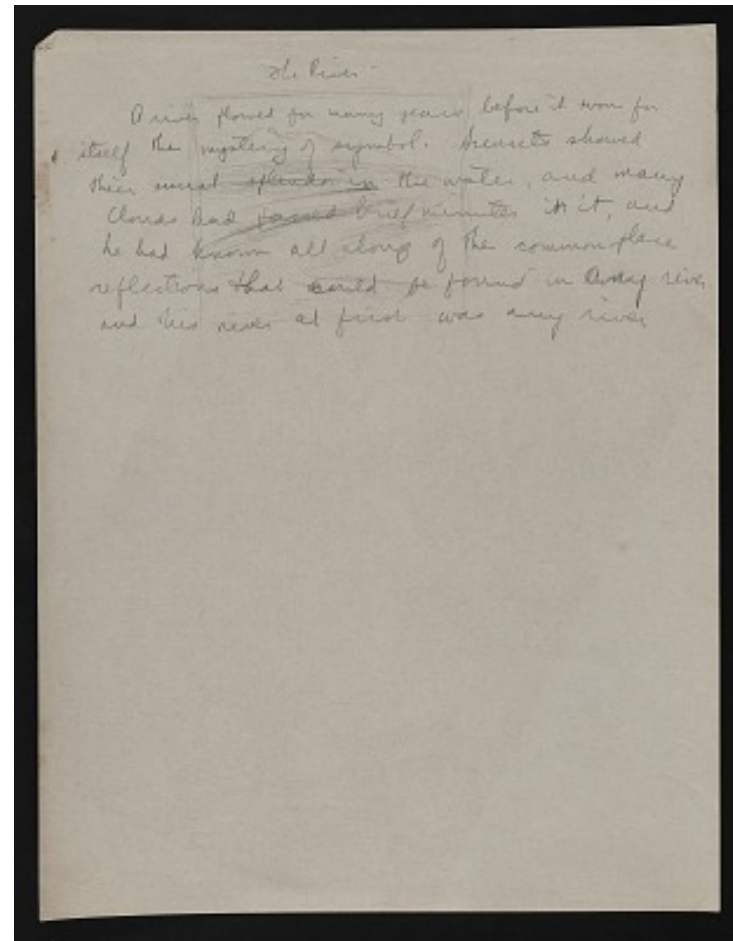 The River -
A river flowed for many years before it won for
itself the mystery of symbol. Sunsets showed
their usual splendor in the water, and many
clouds had passed brief minutes in it, and
he had known all along of the commonplace
reflections that could be found in any river
and this river at first was any river